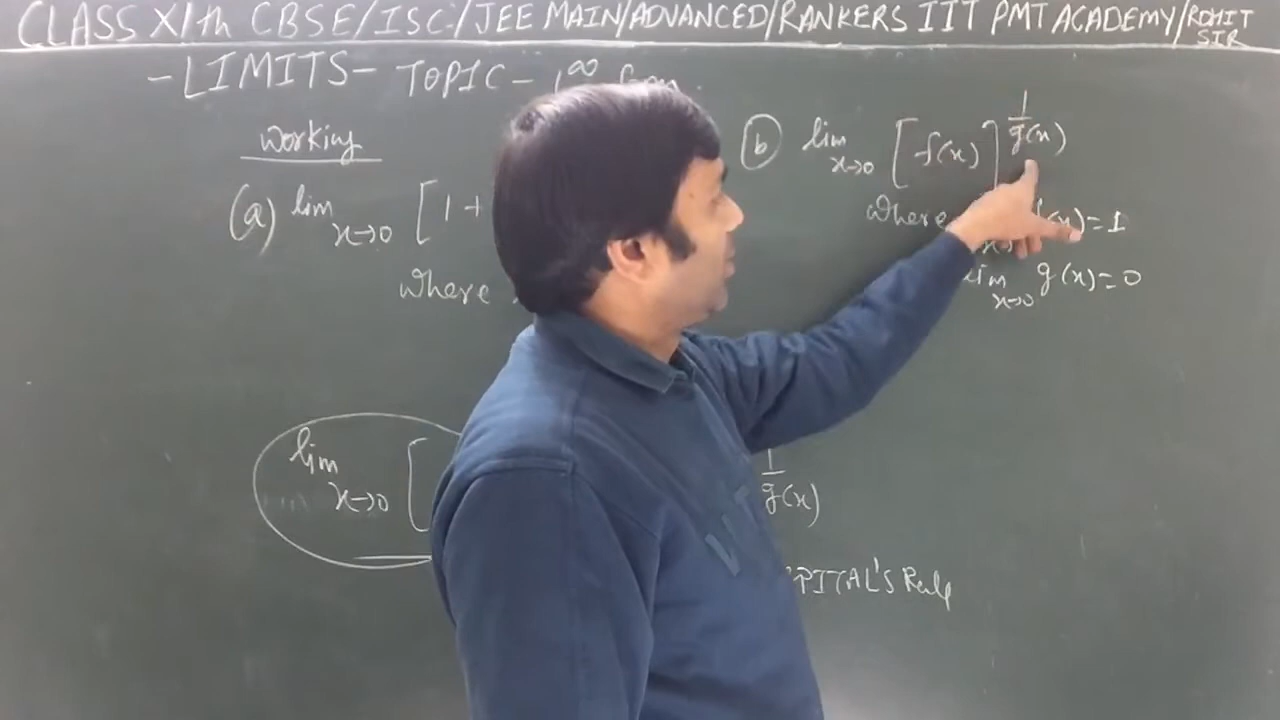 CLASS XIth CBSE/ISC/JEE MAIN/ADVANCED/RANKERS IIT PMT ACADEMY/ROHIT SIR
-LIMITS- TOPIC- 1^∞ form
working
(a) lim x→0 [1+
where
(b) lim x→0 [f(x)]^{1/g(x)}
where (x)=1
lim x→0 g(x)=0
lim x→0 [ 1/g(x)
PITAL'S Rule